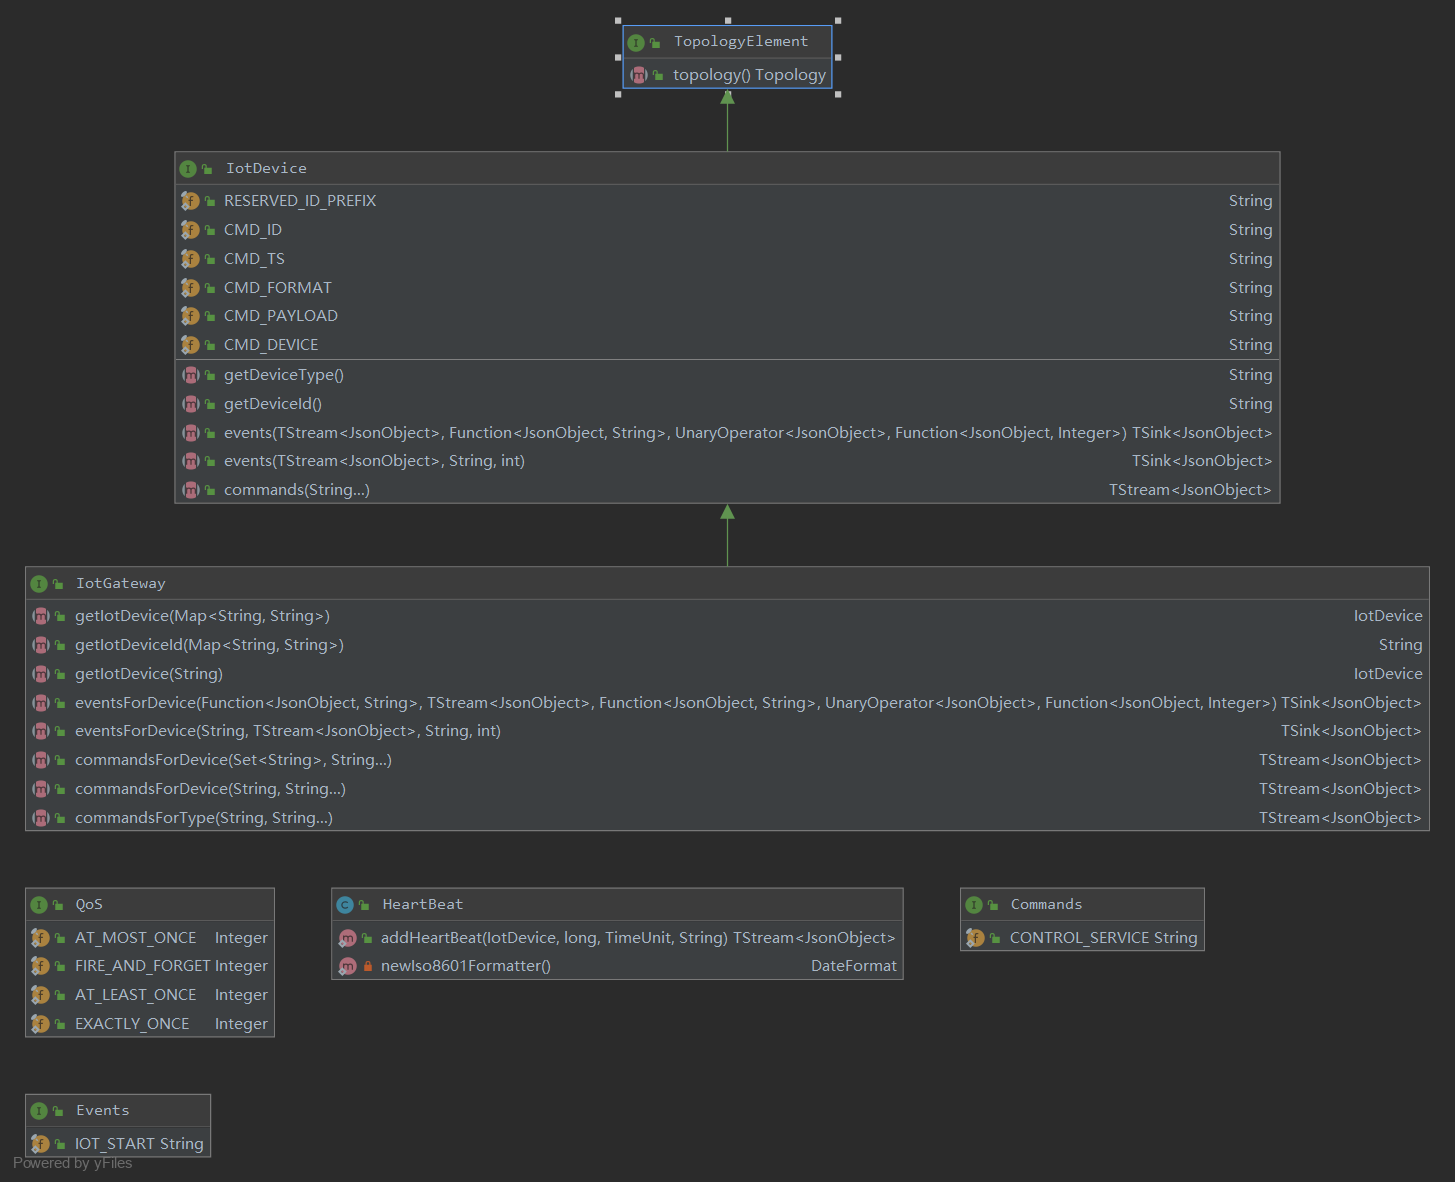 TopologyElement
topology() Topology
IotDevice
RESERVED_ID_PREFIX String
CMD_ID String
CMD_TS String
CMD_FORMAT String
CMD_PAYLOAD String
CMD_DEVICE String
getDeviceType() String
getDeviceId() String
events(TStream<JsonObject>, Function<JsonObject, String>, UnaryOperator<JsonObject>, Function<JsonObject, Integer>) TSink<JsonObject>
events(TStream<JsonObject>, String, int) TSink<JsonObject>
commands(String...) TStream<JsonObject>
IotGateway
getIotDevice(Map<String, String>) IotDevice
getIotDeviceId(Map<String, String>) String
getIotDevice(String) IotDevice
eventsForDevice(Function<JsonObject, String>, TStream<JsonObject>, Function<JsonObject, String>, UnaryOperator<JsonObject>, Function<JsonObject, Integer>) TSink<JsonObject>
eventsForDevice(String, TStream<JsonObject>, String, int) TSink<JsonObject>
commandsForDevice(Set<String>, String...) TStream<JsonObject>
commandsForDevice(String, String...) TStream<JsonObject>
commandsForType(String, String...) TStream<JsonObject>
QoS
AT_MOST_ONCE Integer
FIRE_AND_FORGET Integer
AT_LEAST_ONCE Integer
EXACTLY_ONCE Integer
HeartBeat
addHeartBeat(IotDevice, long, TimeUnit, String) TStream<JsonObject>
newIso8601Formatter() DateFormat
Commands
CONTROL_SERVICE String
Events
IOT_START String
Powered by yFiles